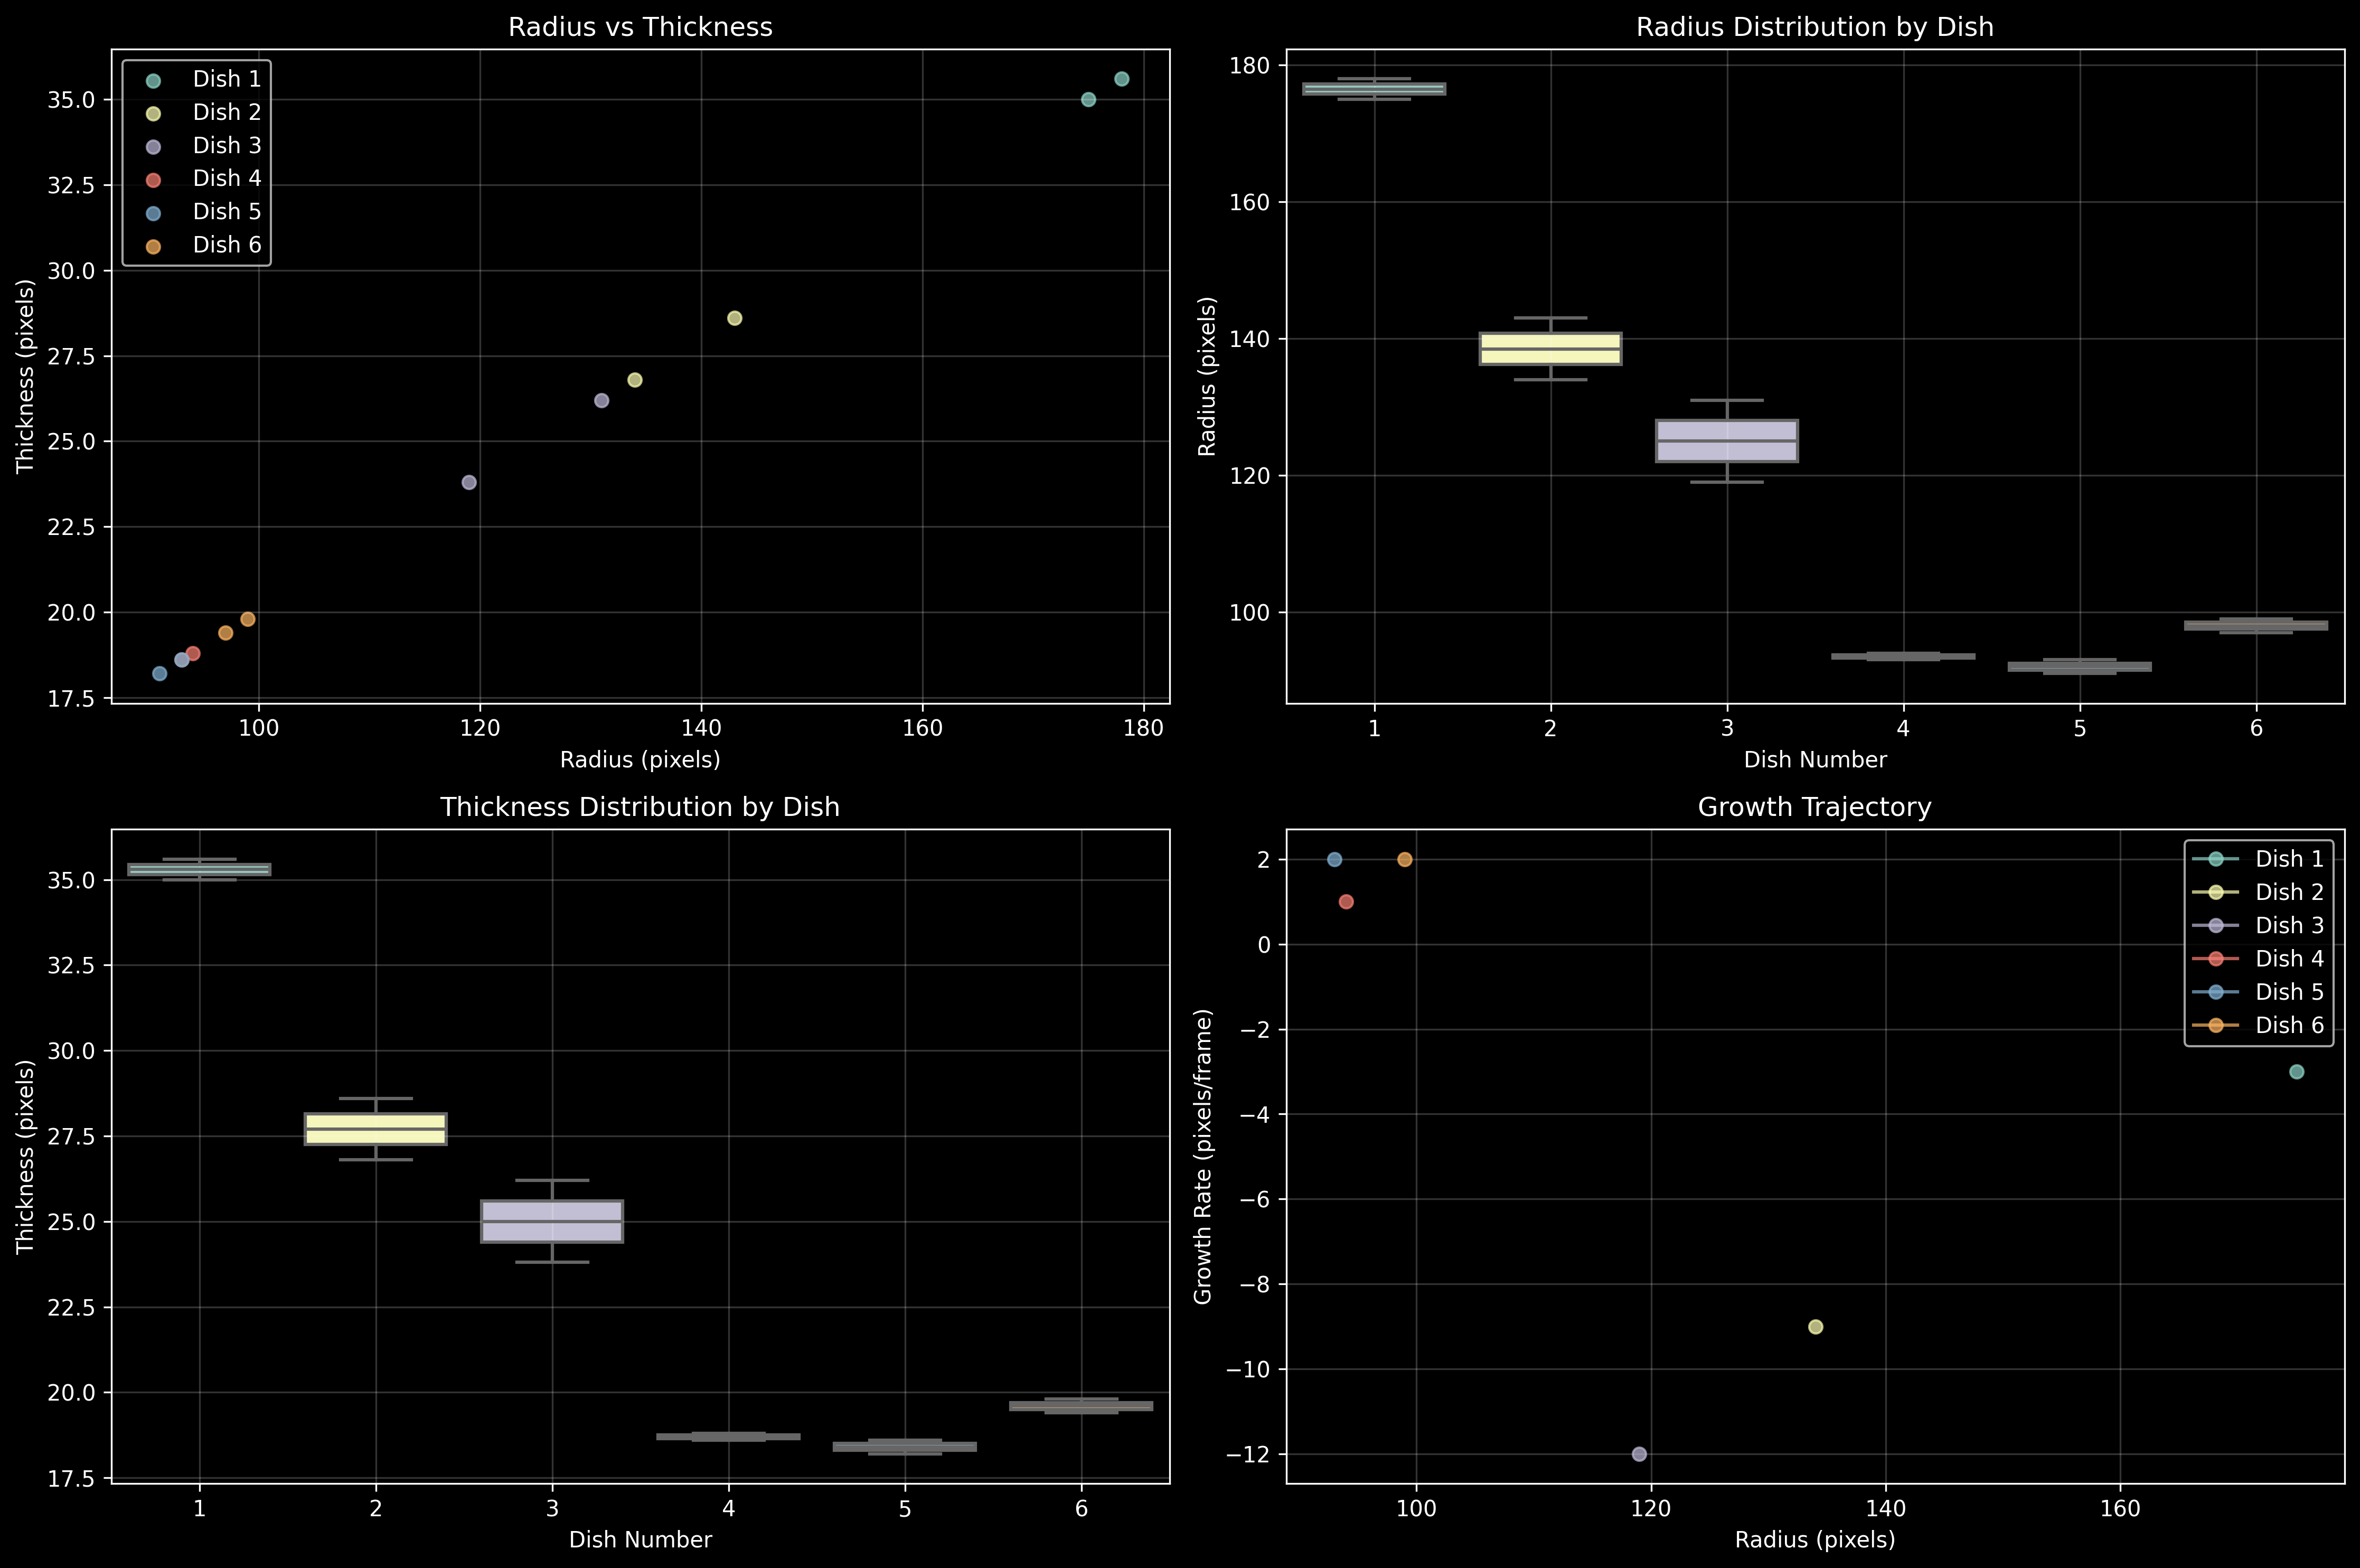 Radius vs Thickness
Dish 1
Dish 2
Dish 3
Dish 4
Dish 5
Dish 6
35.0
32.5
30.0
27.5
25.0
22.5
20.0
17.5
Thickness (pixels)
100
120
140
160
180
Radius (pixels)
Radius Distribution by Dish
180
160
140
120
100
Radius (pixels)
1
2
3
4
5
6
Dish Number
Thickness Distribution by Dish
35.0
32.5
30.0
27.5
25.0
22.5
20.0
17.5
Thickness (pixels)
1
2
3
4
5
6
Dish Number
Growth Trajectory
Dish 1
Dish 2
Dish 3
Dish 4
Dish 5
Dish 6
2
0
−2
−4
−6
−8
−10
−12
Growth Rate (pixels/frame)
100
120
140
160
Radius (pixels)